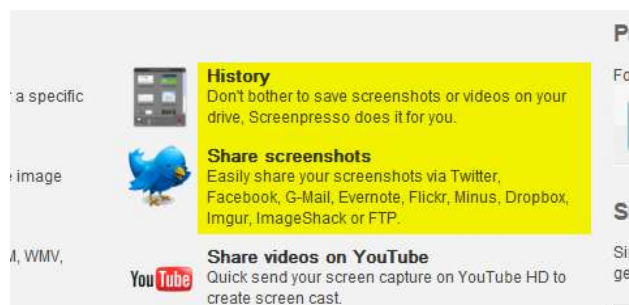 History
Don't bother to save screenshots or videos on your
drive, Screenpresso does it for you.
Share screenshots
Easily share your screenshots via Twitter,
Facebook, G-Mail, Evernote, Flickr, Minus, Dropbox,
Imgur, ImageShack or FTP.
Share videos on YouTube
Quick send your screen capture on YouTube HD to
create screen cast.
You Tube
a specific
image
M, WMV,